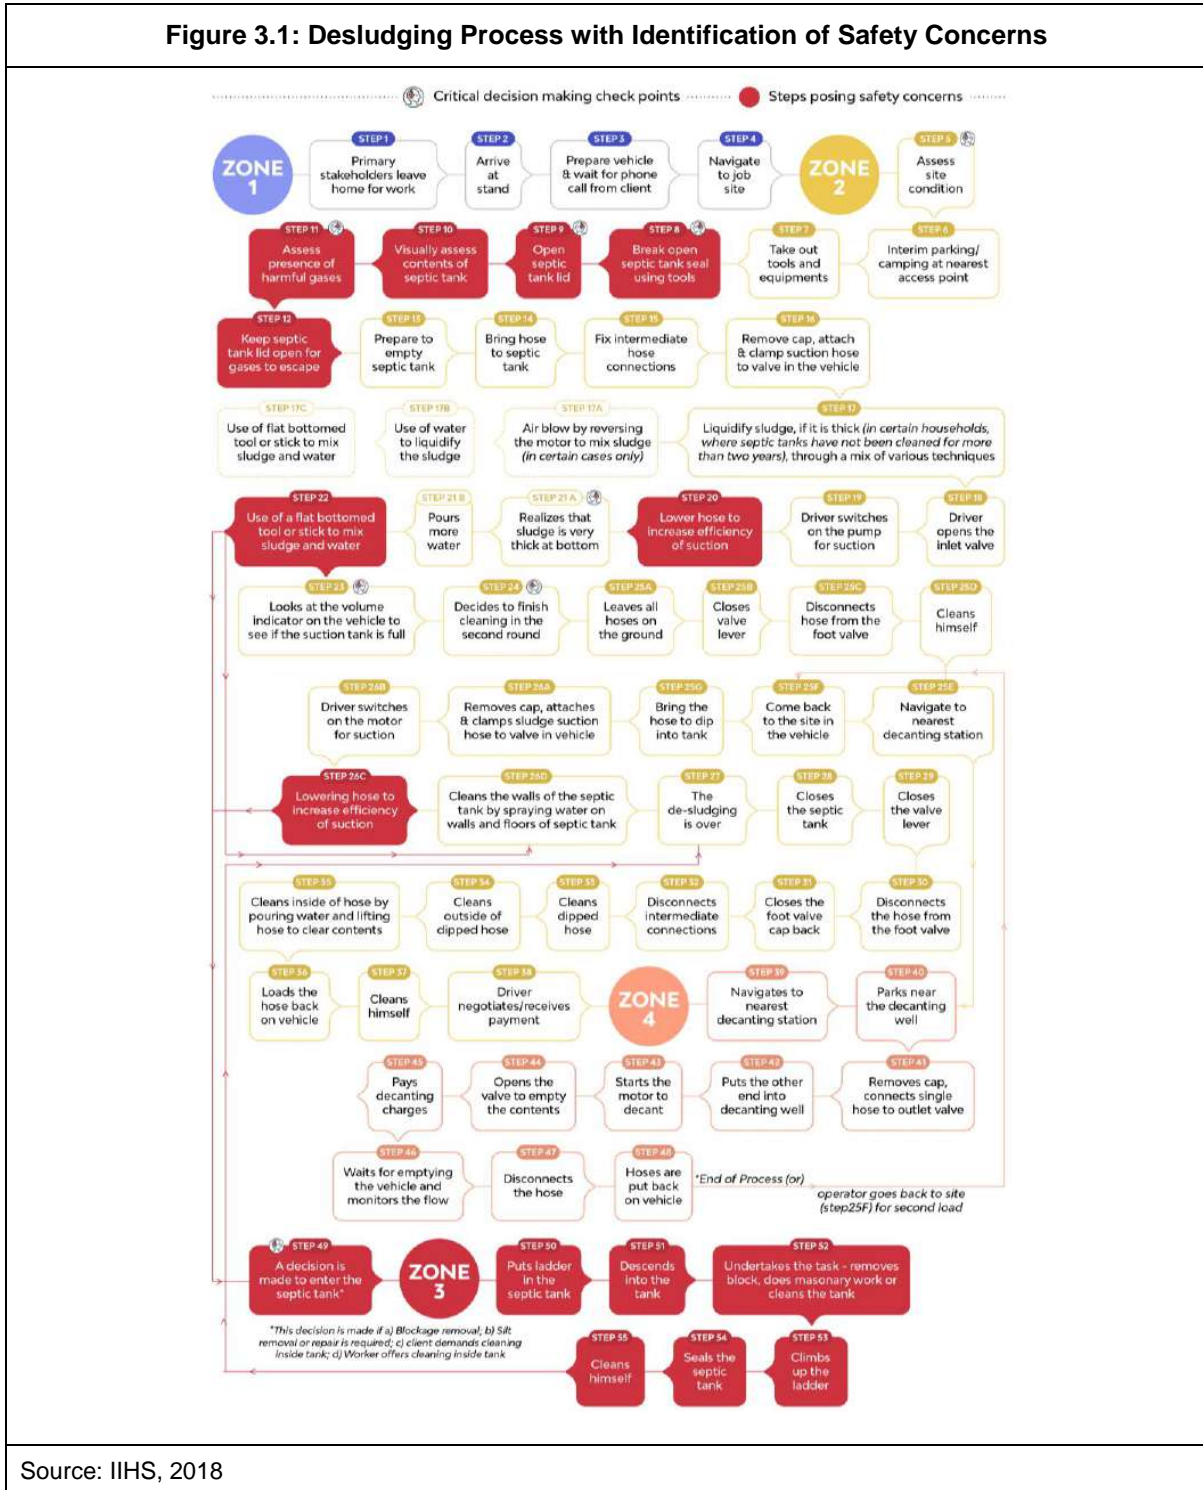 Figure 3.1: Desludging Process with Identification of Safety Concerns
Critical decision making check points
Steps posing safety concerns
ZONE
1
STEP 1
Primary
stakeholders leave
home for work
STEP 2
Arrive
at
stand
STEP 3
Prepare vehicle
& wait for phone
call from client
STEP 4
Navigate
to job
site
ZONE
2
STEP 5
Assess
site
condition
STEP 6
Interim parking/
camping at nearest
access point
STEP 7
Take out
tools and
equipments
STEP 8
Break open
septic tank seal
using tools
STEP 9
Open
septic
tank lid
STEP 10
Visually assess
contents of
septic tank
STEP 11
Assess
presence of
harmful gases
STEP 12
Keep septic
tank lid open for
gases to escape
STEP 13
Prepare to
empty
septic tank
STEP 14
Bring hose
to septic
tank
STEP 15
Fix intermediate
hose
connections
STEP 16
Remove cap, attach
& clamp suction hose
to valve in the vehicle
STEP 17
Liquidify sludge, if it is thick (in certain households,
where septic tanks have not been cleaned for more
than two years), through a mix of various techniques
STEP 17A
Air blow by reversing
the motor to mix sludge
(in certain cases only)
STEP 17B
Use of water
to liquidify
the sludge
STEP 17C
Use of flat bottomed
tool or stick to mix
sludge and water
STEP 18
Driver
opens the
inlet valve
STEP 19
Driver switches
on the pump
for suction
STEP 20
Lower hose to
increase efficiency
of suction
STEP 21 A
Realizes that
sludge is very
thick at bottom
STEP 21 B
Pours
more
water
STEP 22
Use of a flat bottomed
tool or stick to mix
sludge and water
STEP 23
Looks at the volume
indicator on the vehicle to
see if the suction tank is full
STEP 24
Decides to finish
cleaning in the
second round
STEP 25A
Leaves all
hoses on
the ground
STEP 25B
Closes
valve
lever
STEP 25C
Disconnects
hose from the
foot valve
STEP 25D
Cleans
himself
STEP 25E
Navigate to
nearest
decanting station
STEP 25F
Come back
to the site in
the vehicle
STEP 25G
Bring the
hose to dip
into tank
STEP 26A
Removes cap, attaches
& clamps sludge suction
hose to valve in vehicle
STEP 26B
Driver switches
on the motor
for suction
STEP 26C
Lowering hose to
increase efficiency
of suction
STEP 26D
Cleans the walls of the septic
tank by spraying water on
walls and floors of septic tank
STEP 27
The
de-sludging
is over
STEP 28
Closes
the septic
tank
STEP 29
Closes
the valve
lever
STEP 30
Disconnects
the hose from
the foot valve
STEP 31
Closes the
foot valve
cap back
STEP 32
Disconnects
intermediate
connections
STEP 33
Cleans
dipped
hose
STEP 34
Cleans
outside of
dipped hose
STEP 35
Cleans inside of hose by
pouring water and lifting
hose to clear contents
STEP 36
Loads the
hose back
on vehicle
STEP 37
Cleans
himself
STEP 38
Driver
negotiates/receives
payment
ZONE
4
STEP 39
Navigates to
nearest
decanting station
STEP 40
Parks near
the decanting
well
STEP 41
Removes cap,
connects single
hose to outlet valve
STEP 42
Puts the other
end into
decanting well
STEP 43
Starts the
motor to
decant
STEP 44
Opens the
valve to empty
the contents
STEP 45
Pays
decanting
charges
STEP 46
Waits for emptying
the vehicle and
monitors the flow
STEP 47
Disconnects
the hose
STEP 48
Hoses are
put back
on vehicle
*End of Process (or)
operator goes back to site
(step25F) for second load
STEP 49
A decision is
made to enter the
septic tank*
ZONE
3
STEP 50
Puts ladder
in the
septic tank
STEP 51
Descends
into the
tank
STEP 52
Undertakes the task - removes
block, does masonary work or
cleans the tank
*This decision is made if a) Blockage removal; b) Silt
removal or repair is required; c) client demands cleaning
inside tank; d) Worker offers cleaning inside tank
STEP 53
Climbs
up the
ladder
STEP 54
Seals the
septic
tank
STEP 55
Cleans
himself
Source: IIHS, 2018